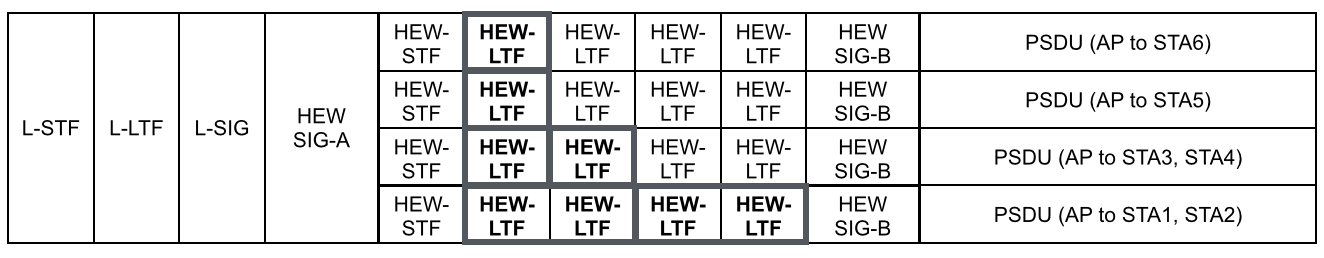 L-STF
L-LTF
L-SIG
HEW
SIG-A
HEW-
STF
HEW-
LTF
HEW-
LTF
HEW-
LTF
HEW-
LTF
HEW
SIG-B
PSDU (AP to STA6)
HEW-
STF
HEW-
LTF
HEW-
LTF
HEW-
LTF
HEW-
LTF
HEW
SIG-B
PSDU (AP to STA5)
HEW-
STF
HEW-
LTF
HEW-
LTF
HEW-
LTF
HEW-
LTF
HEW
SIG-B
PSDU (AP to STA3, STA4)
HEW-
STF
HEW-
LTF
HEW-
LTF
HEW-
LTF
HEW-
LTF
HEW
SIG-B
PSDU (AP to STA1, STA2)